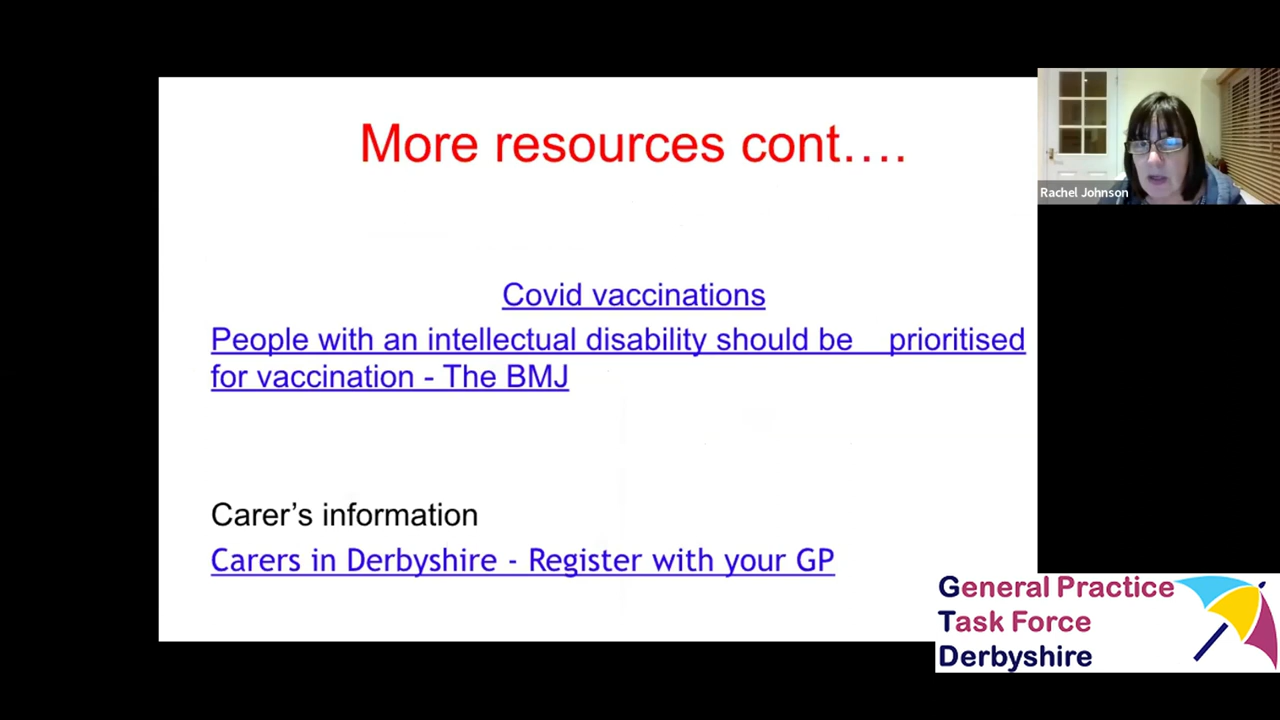 More resources cont….
Rachel Johnson
Covid vaccinations
People with an intellectual disability should be prioritised
for vaccination - The BMJ
Carer’s information
Carers in Derbyshire - Register with your GP
General Practice
Task Force
Derbyshire